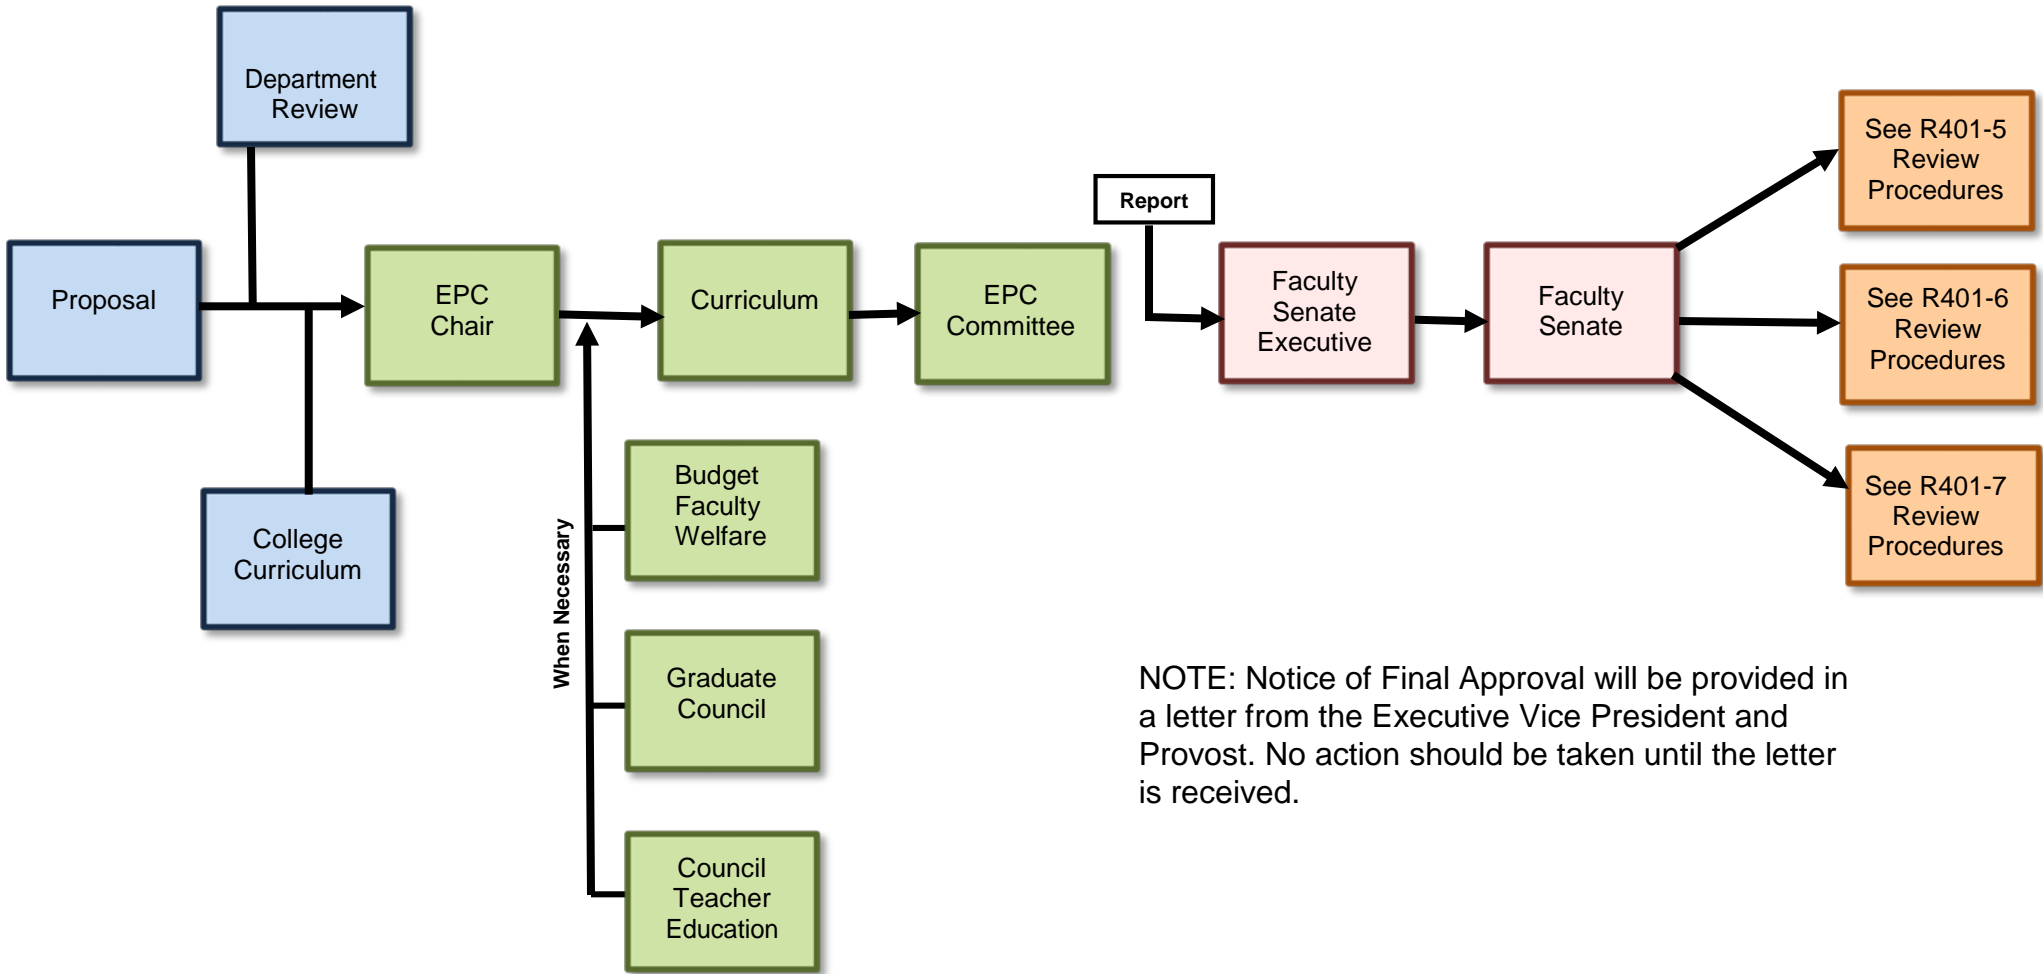 Department
Review
Proposal
College
Curriculum
EPC
Chair
When Necessary
Budget
Faculty
Welfare
Graduate
Council
Council
Teacher
Education
Curriculum
EPC
Committee
Report
Faculty
Senate
Executive
Faculty
Senate
See R401-5
Review
Procedures
See R401-6
Review
Procedures
See R401-7
Review
Procedures
NOTE: Notice of Final Approval will be provided in
a letter from the Executive Vice President and
Provost. No action should be taken until the letter
is received.